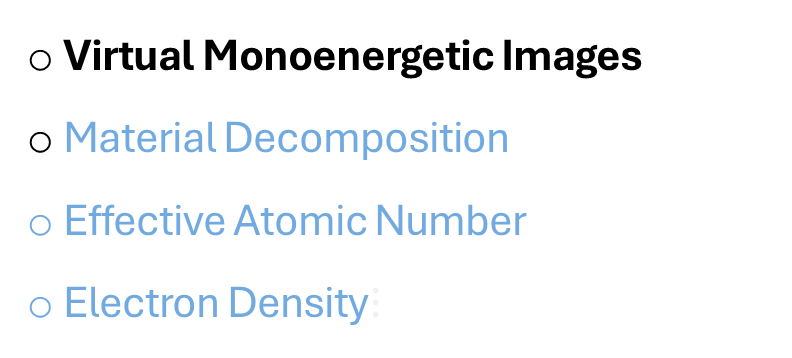 ○ Virtual Monoenergetic Images
○ Material Decomposition
○ Effective Atomic Number
○ Electron Density